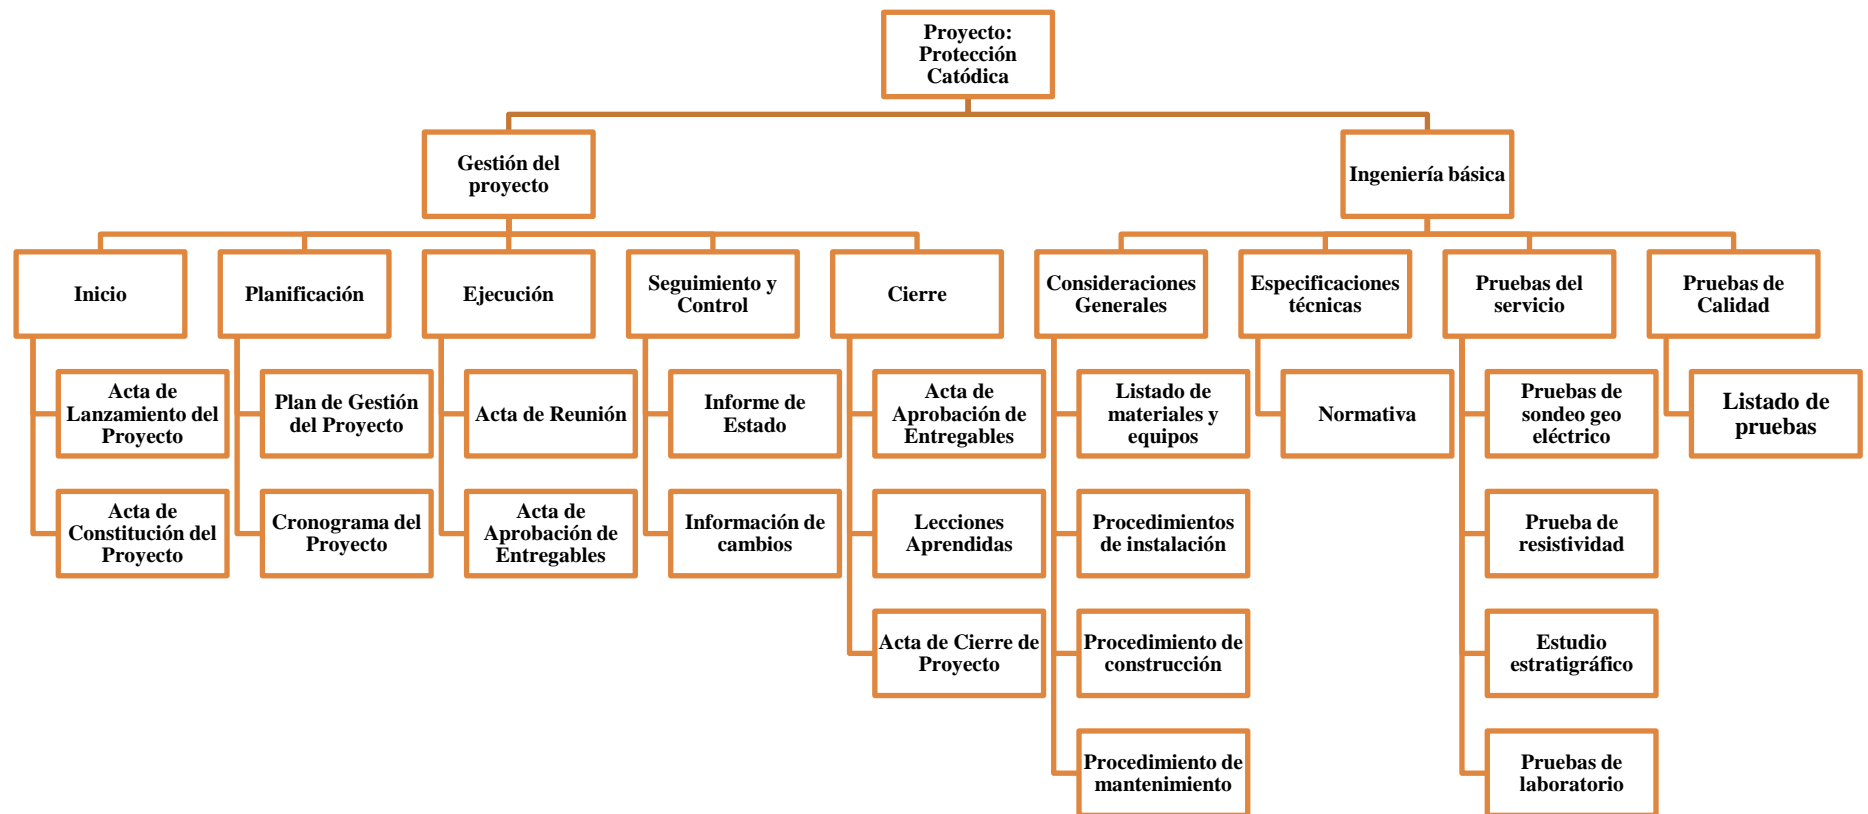 Proyecto:
Protección
Catódica
Gestión del
proyecto
Ingeniería básica
Inicio
Planificación
Ejecución
Seguimiento y
Control
Cierre
Consideraciones
Generales
Especificaciones
técnicas
Pruebas del
servicio
Pruebas de
Calidad
Acta de
Lanzamiento del
Proyecto
Plan de Gestión
del Proyecto
Acta de Reunión
Informe de
Estado
Acta de
Aprobación de
Entregables
Listado de
materiales y
equipos
Normativa
Pruebas de
sondeo geo
eléctrico
Listado de
pruebas
Acta de
Constitución del
Proyecto
Cronograma del
Proyecto
Acta de
Aprobación de
Entregables
Información de
cambios
Lecciones
Aprendidas
Procedimientos
de instalación
Prueba de
resistividad
Acta de Cierre de
Proyecto
Procedimiento de
construcción
Estudio
estratigráfico
Procedimiento de
mantenimiento
Pruebas de
laboratorio